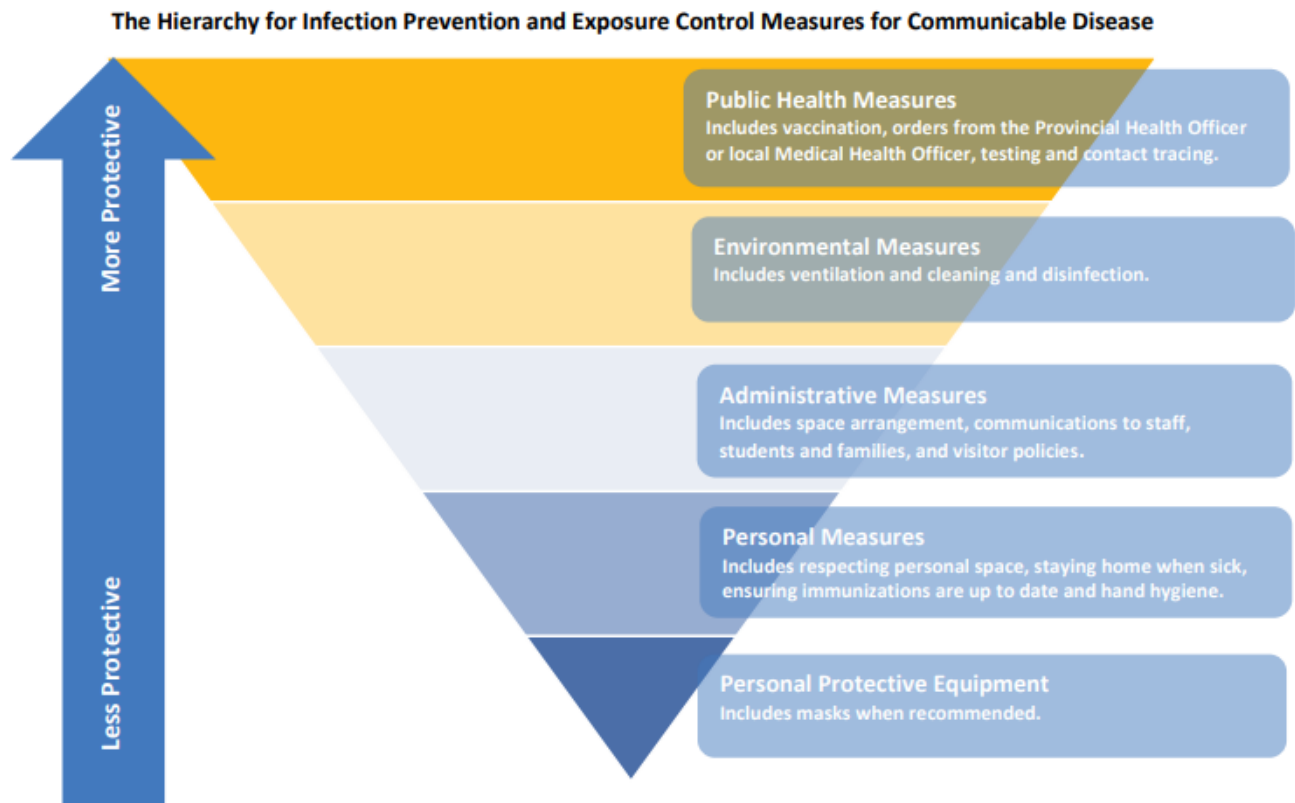 The Hierarchy for Infection Prevention and Exposure Control Measures for Communicable Disease
More Protective
Less Protective
Public Health Measures
Includes vaccination, orders from the Provincial Health Officer
or local Medical Health Officer, testing and contact tracing.
Environmental Measures
Includes ventilation and cleaning and disinfection.
Administrative Measures
Includes space arrangement, communications to staff,
students and families, and visitor policies.
Personal Measures
Includes respecting personal space, staying home when sick,
ensuring immunizations are up to date and hand hygiene.
Personal Protective Equipment
Includes masks when recommended.